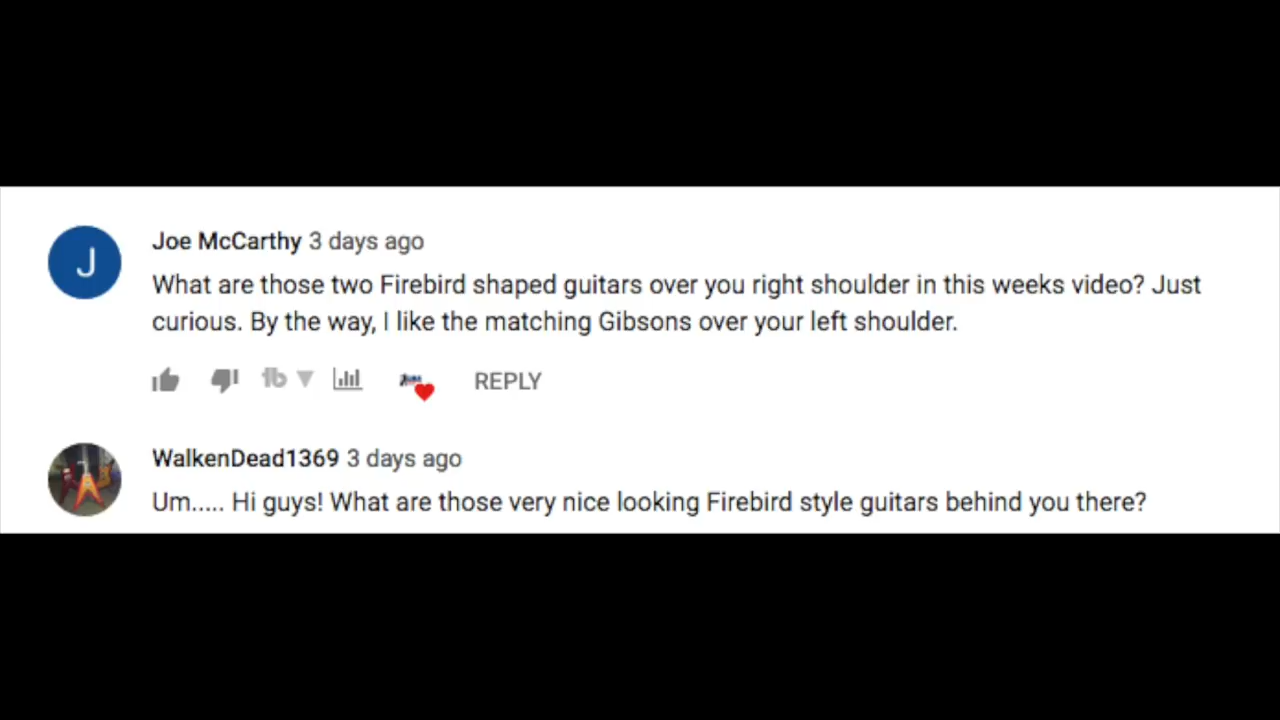 J
Joe McCarthy 3 days ago
What are those two Firebird shaped guitars over you right shoulder in this weeks video? Just
curious. By the way, I like the matching Gibsons over your left shoulder.
REPLY
WalkenDead1369 3 days ago
Um..... Hi guys! What are those very nice looking Firebird style guitars behind you there?